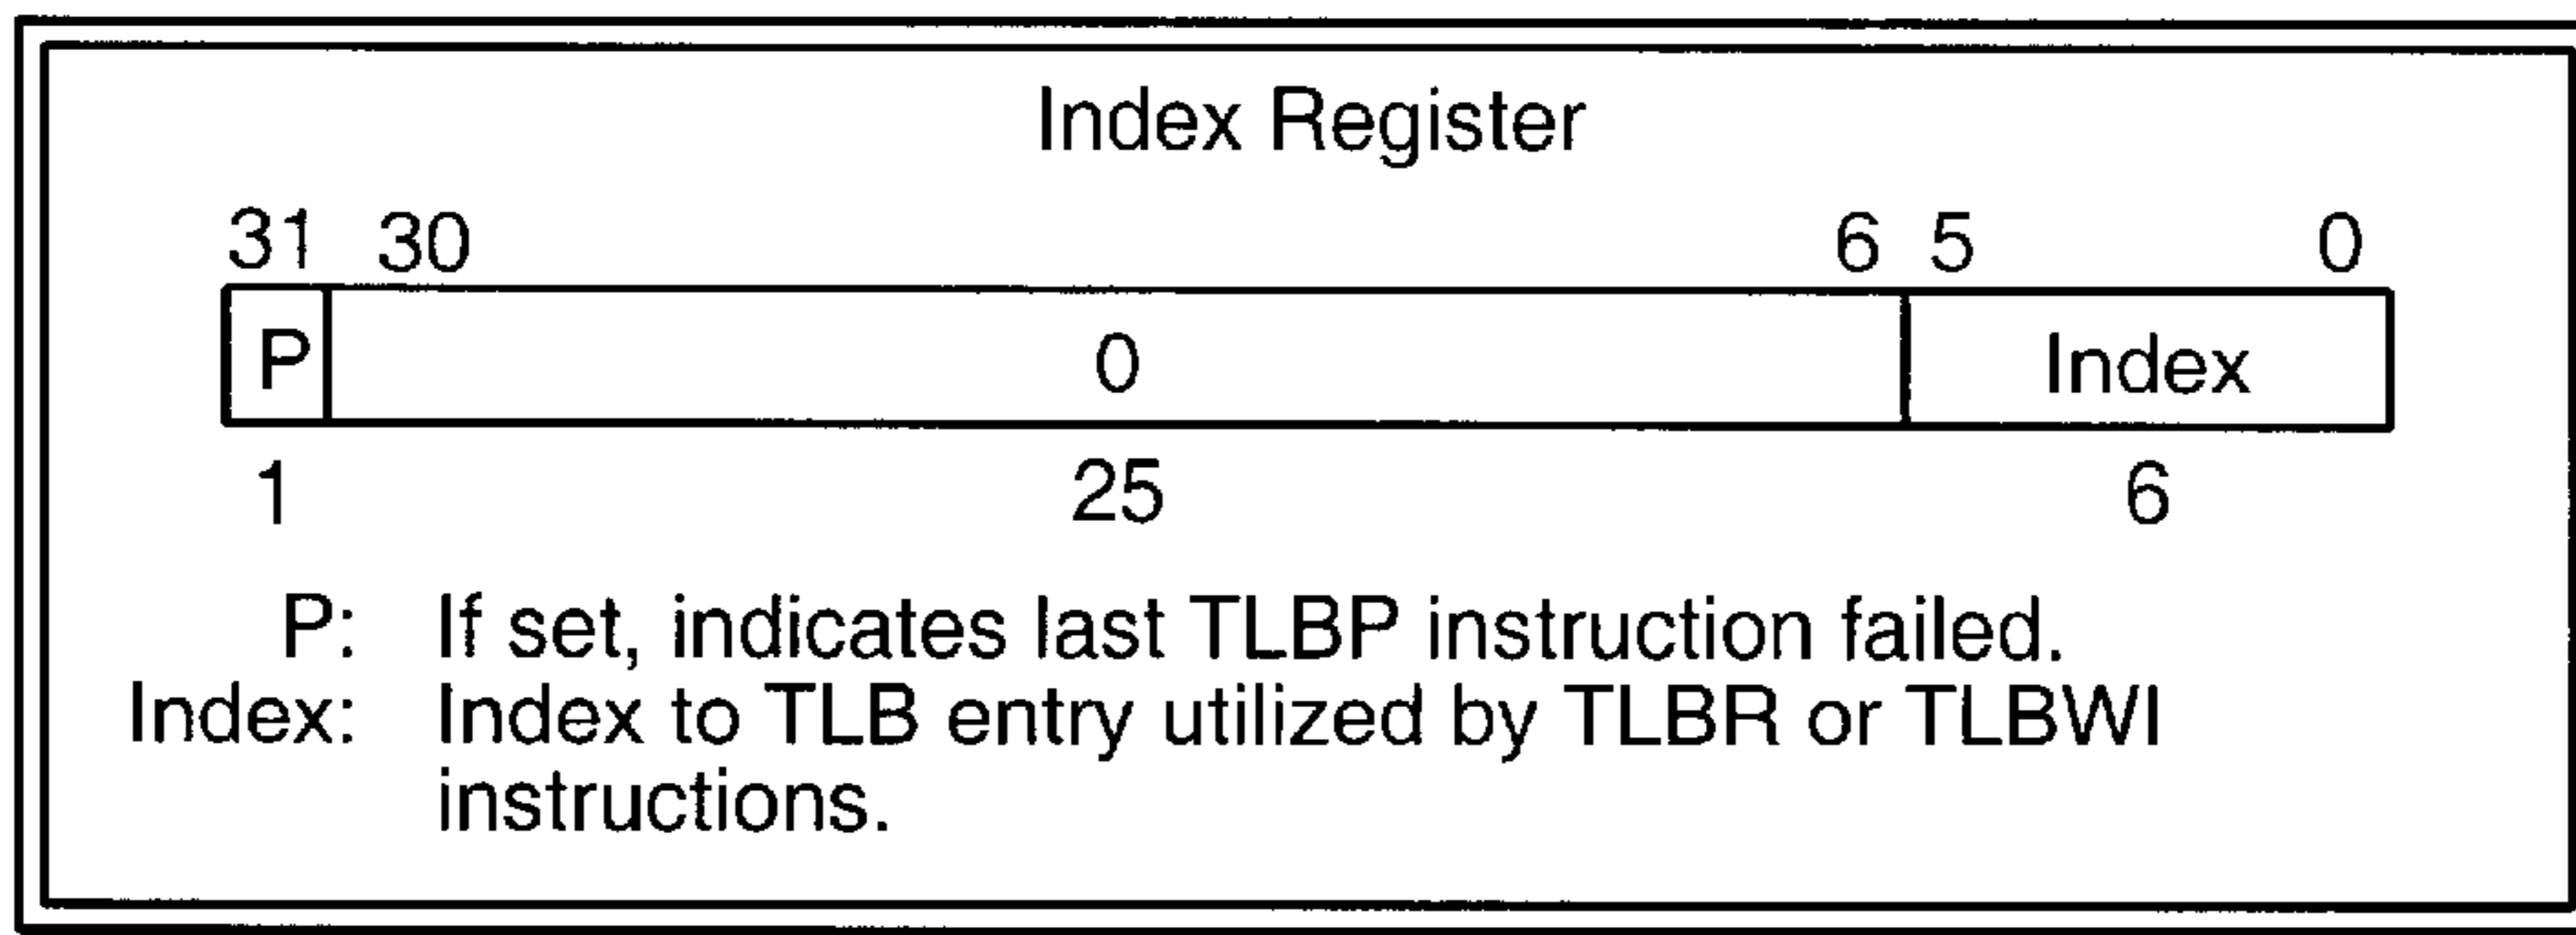 Index Register
31 30 6 5 0
P 0 Index
1 25 6
P: If set, indicates last TLBP instruction failed.
Index: Index to TLB entry utilized by TLBR or TLBWI
instructions.